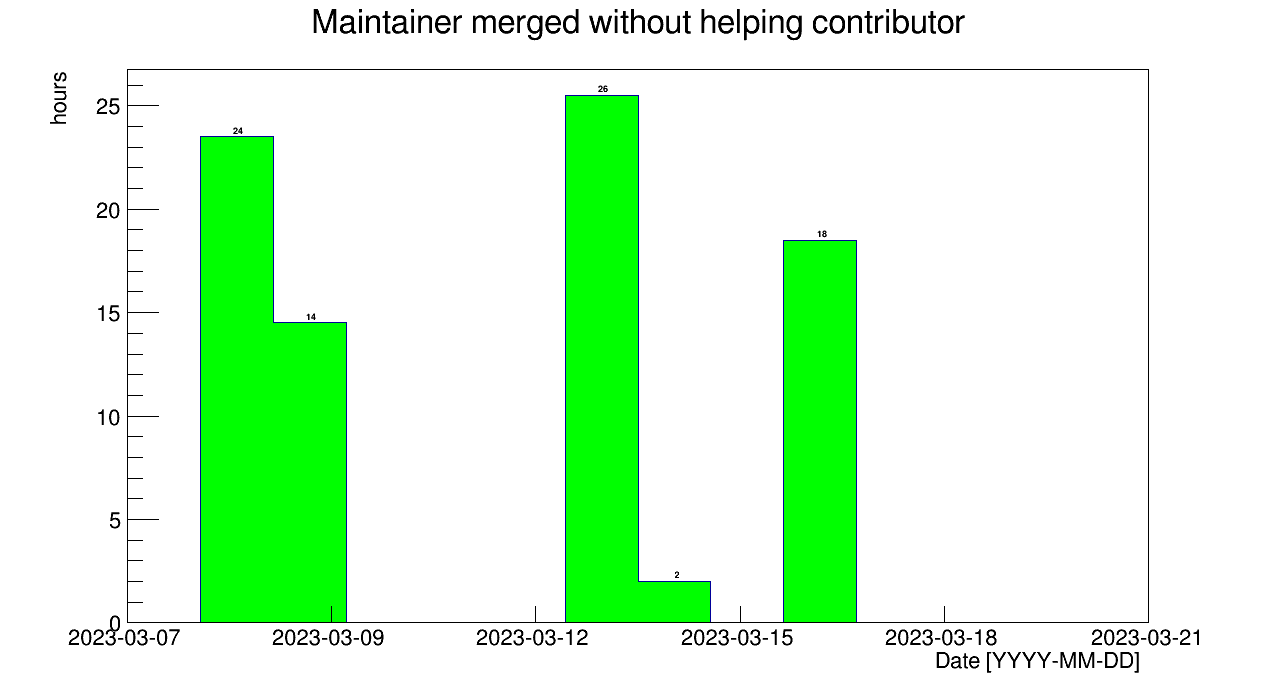 Maintainer merged without helping contributor
hours
25
20
15
10
5
0
24
14
26
2
18
2023-03-07 2023-03-09 2023-03-12 2023-03-15 2023-03-18 2023-03-21
Date [YYYY-MM-DD]